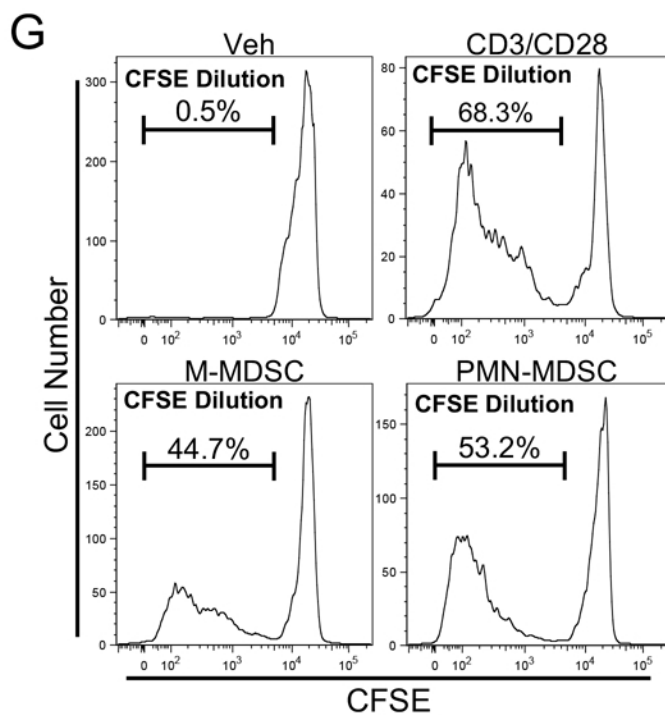 G
Veh
CFSE Dilution
0.5%
300
200
100
0
0 10² 10³ 10⁴ 10⁵
CD3/CD28
CFSE Dilution
68.3%
80
60
40
20
0
0 10² 10³ 10⁴ 10⁵
M-MDSC
CFSE Dilution
44.7%
200
150
100
50
0
0 10² 10³ 10⁴ 10⁵
PMN-MDSC
CFSE Dilution
53.2%
150
100
50
0
0 10² 10³ 10⁴ 10⁵
Cell Number
CFSE